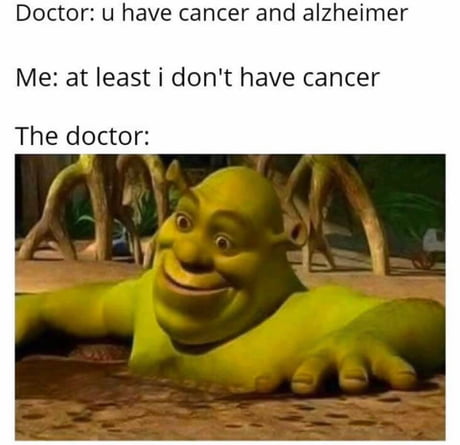 Doctor: u have cancer and alzheimer
Me: at least i don't have cancer
The doctor: